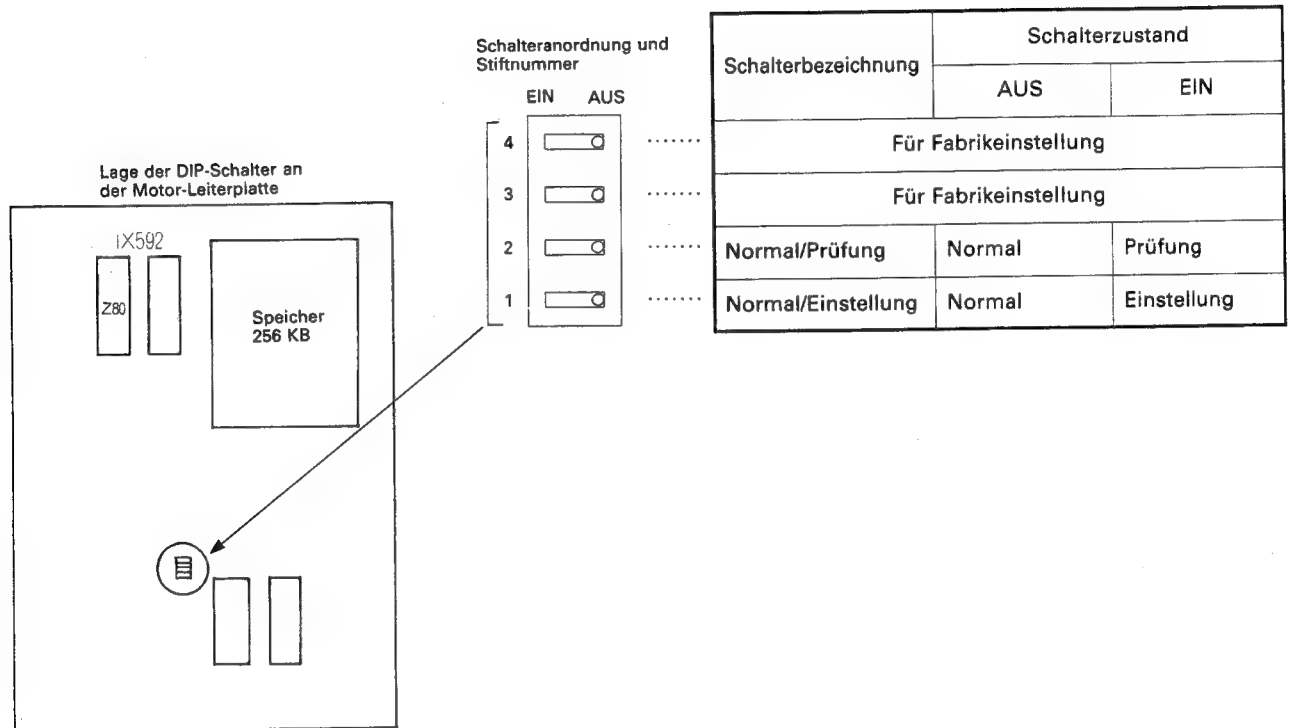 Schalteranordnung und
Stiftnummer
EIN AUS
4
3
2
1
Schalterbezeichnung
Schalterzustand
AUS EIN
Für Fabrikeinstellung
Für Fabrikeinstellung
Normal/Prüfung Normal Prüfung
Normal/Einstellung Normal Einstellung
Lage der DIP-Schalter an
der Motor-Leiterplatte
IX592
Z80
Speicher
256 KB